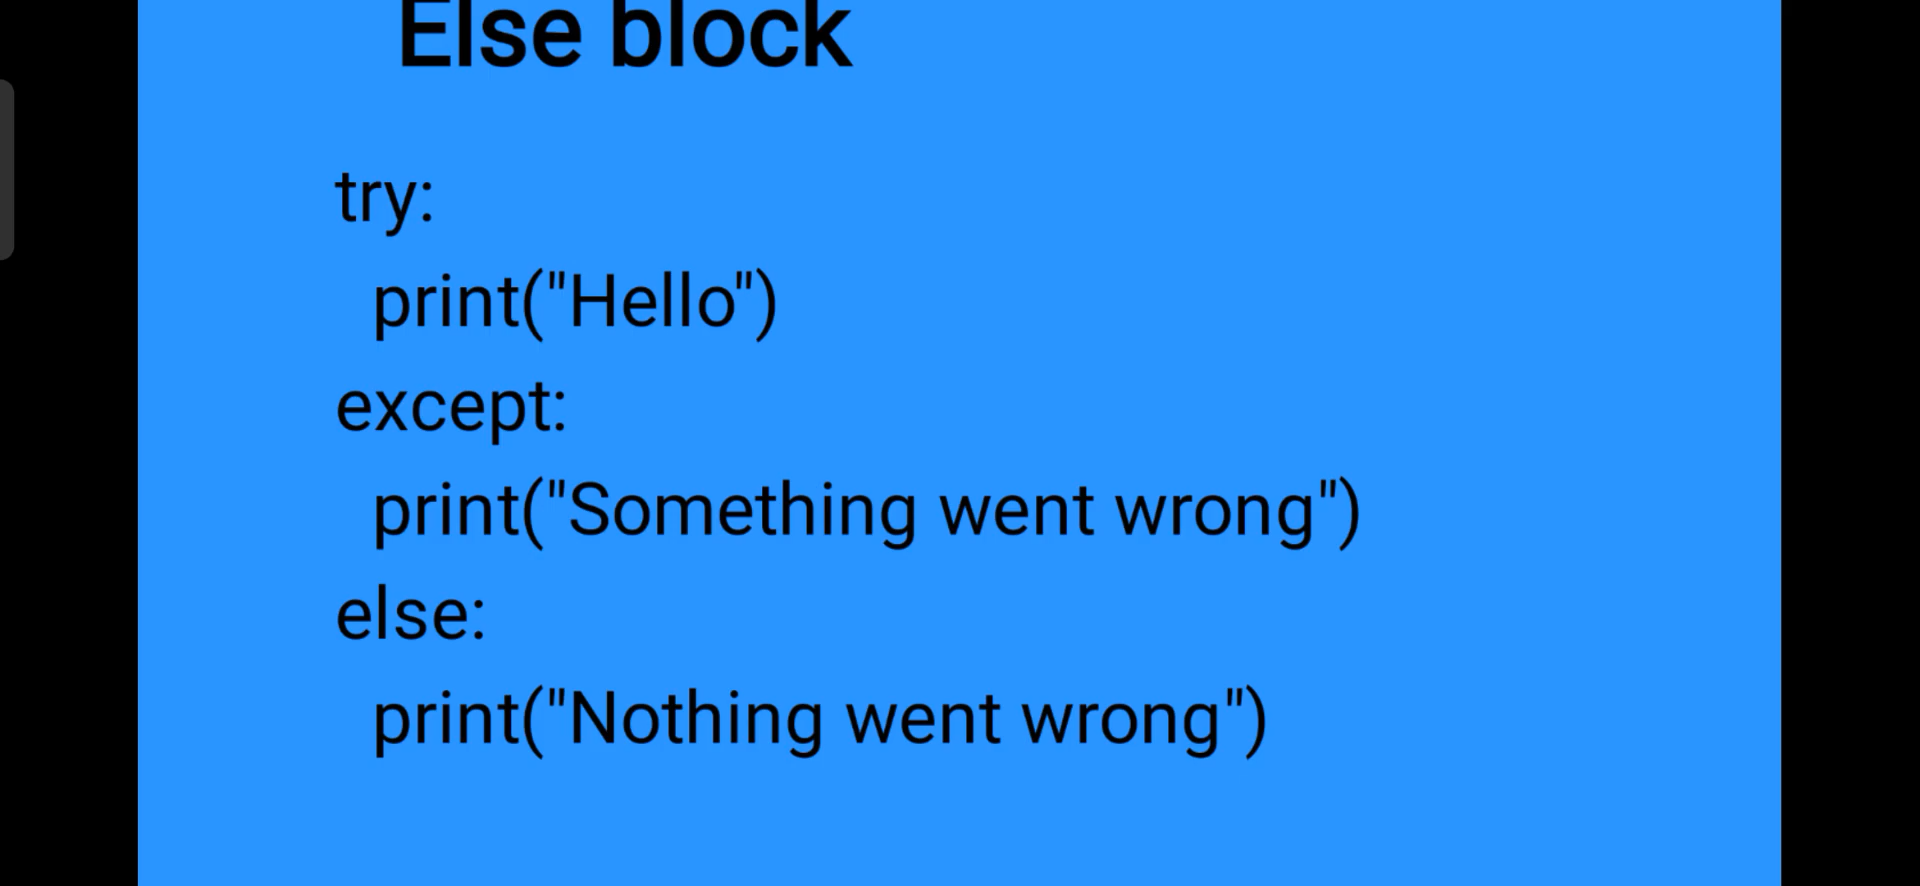 Else block
try:
print("Hello")
except:
print("Something went wrong")
else:
print("Nothing went wrong")